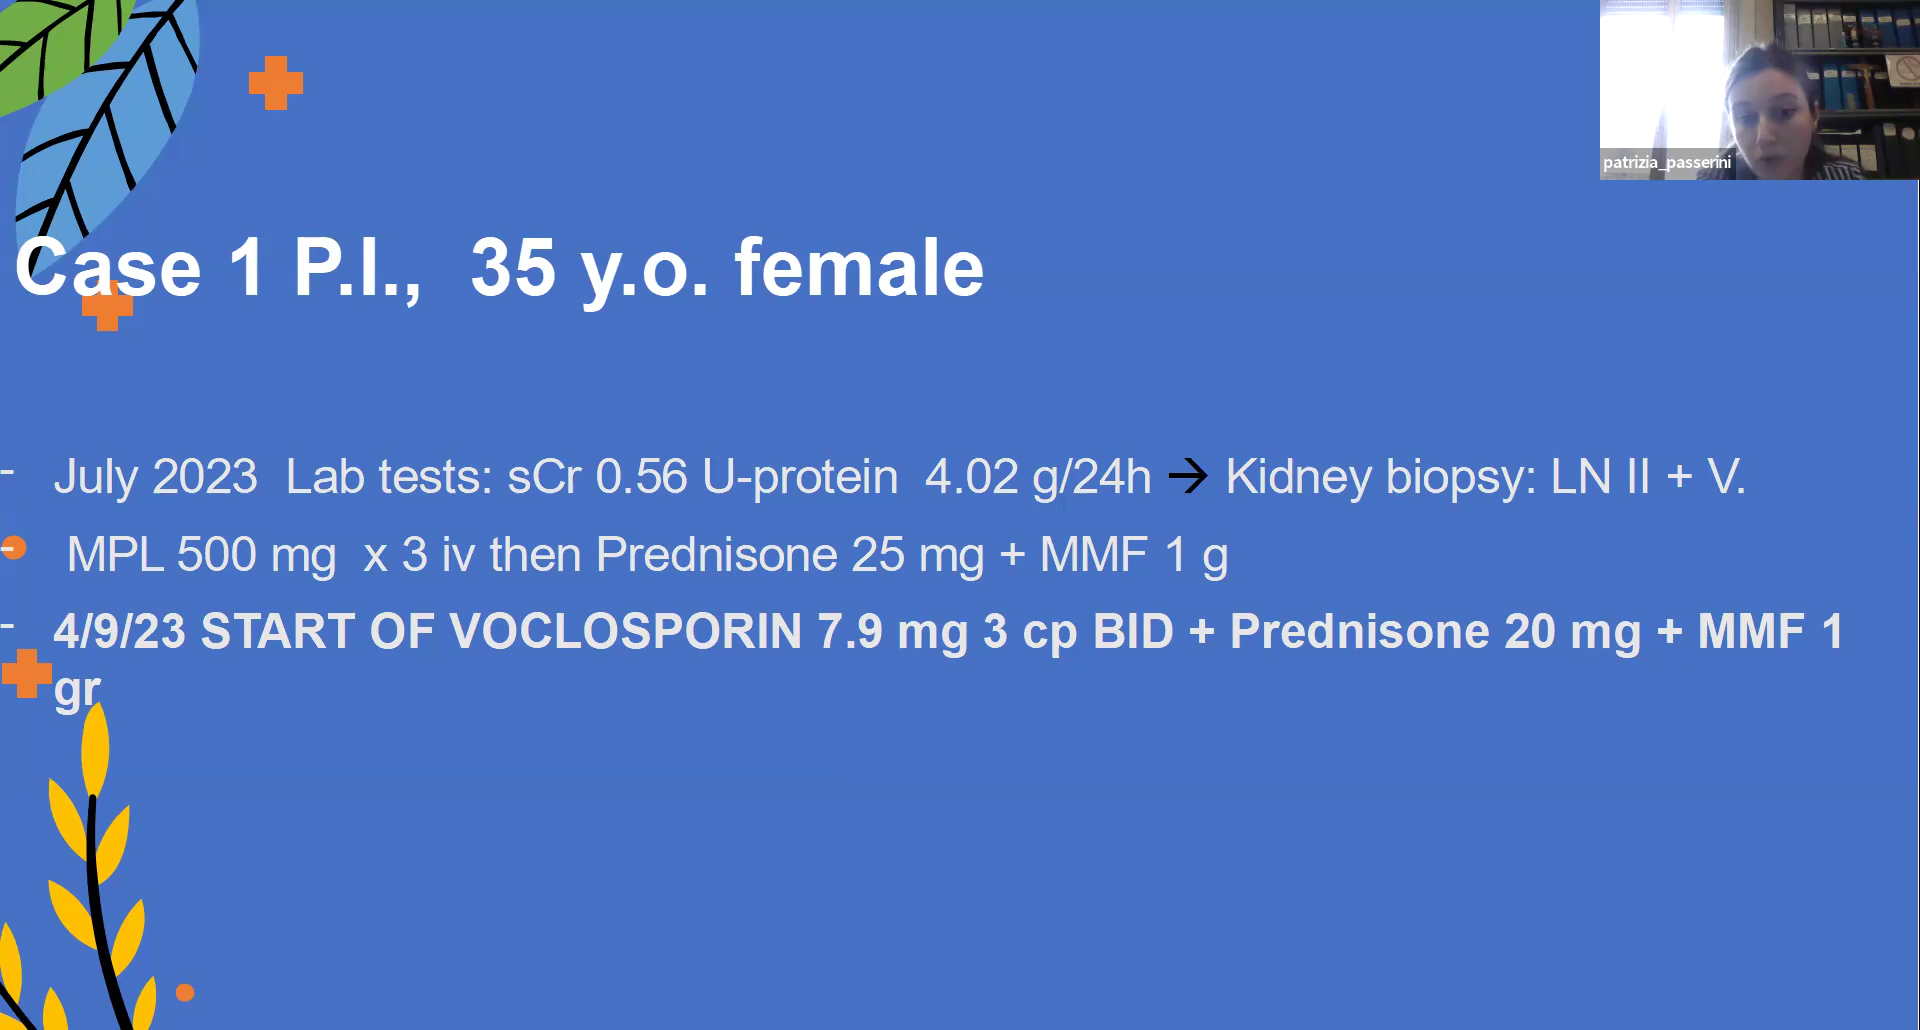 patrizia_passerini
Case 1 P.I., 35 y.o. female
- July 2023 Lab tests: sCr 0.56 U-protein 4.02 g/24h → Kidney biopsy: LN II + V.
- MPL 500 mg x 3 iv then Prednisone 25 mg + MMF 1 g
- 4/9/23 START OF VOCLOSPORIN 7.9 mg 3 cp BID + Prednisone 20 mg + MMF 1
gr